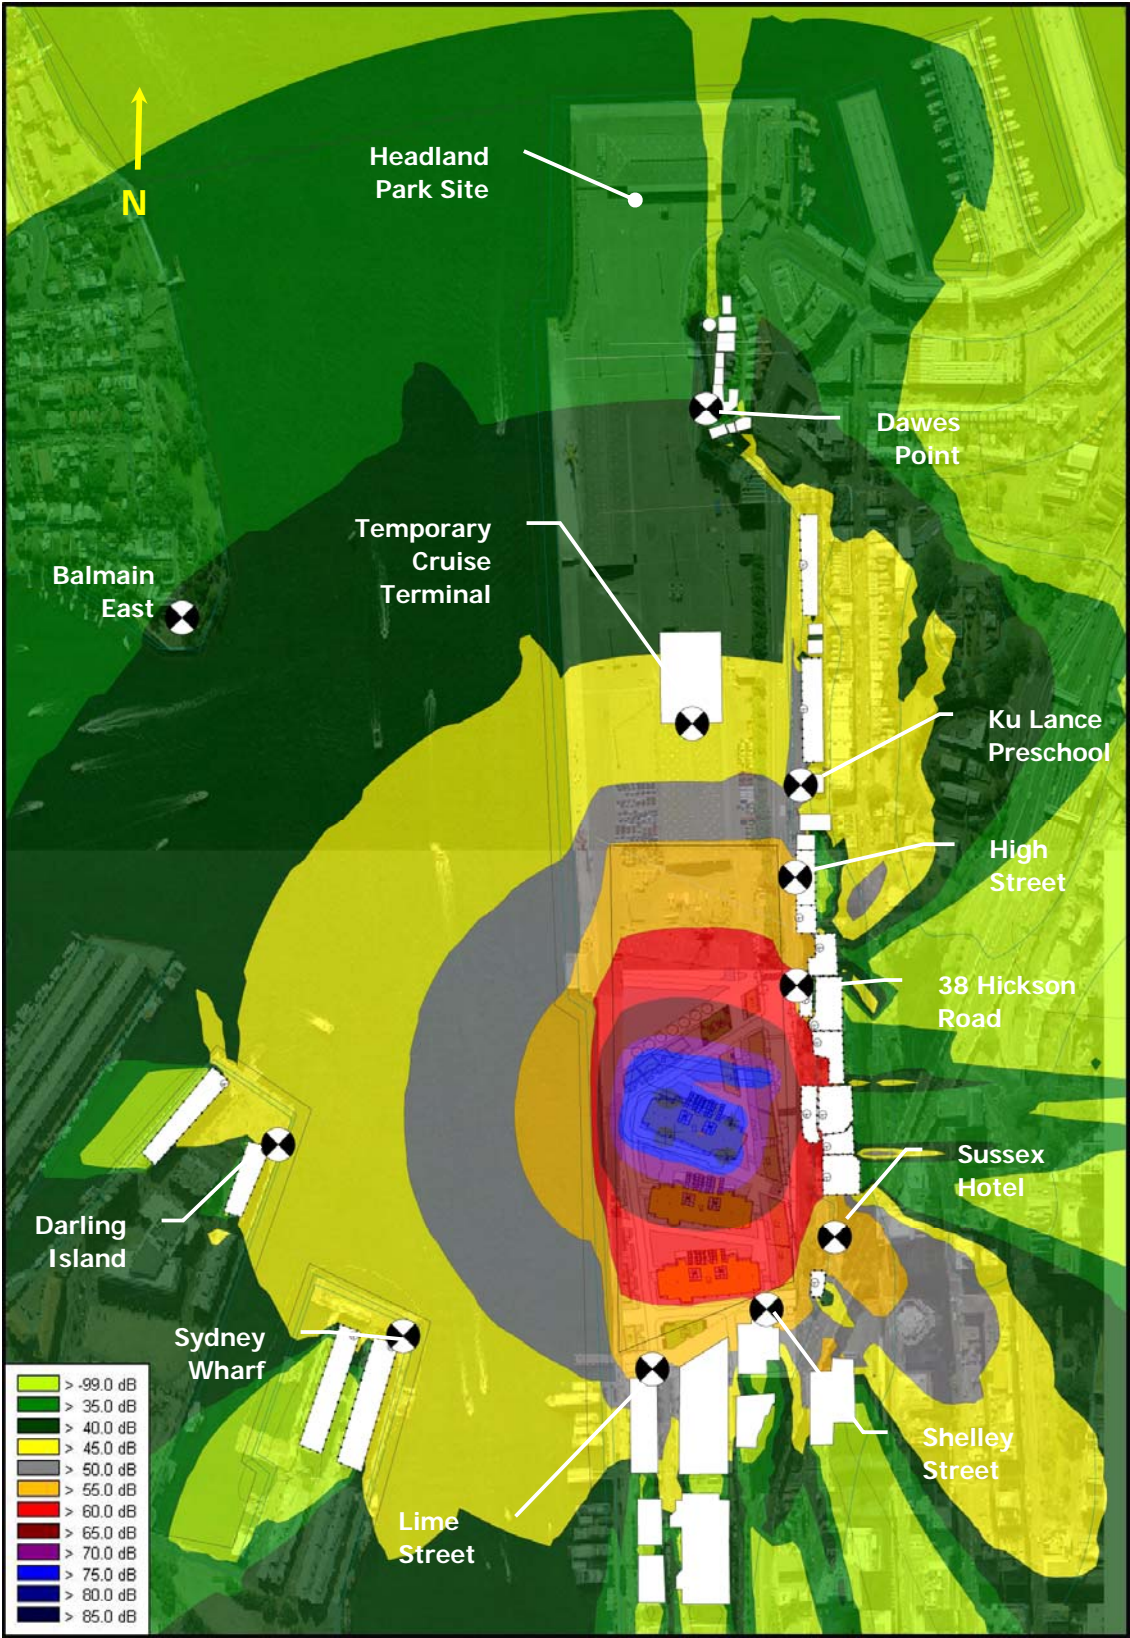 N
Headland
Park Site
Dawes
Point
Temporary
Cruise
Terminal
Balmain
East
Ku Lance
Preschool
High
Street
38 Hickson
Road
Sussex
Hotel
Darling
Island
Sydney
Wharf
Shelley
Street
Lime
Street
> -99.0 dB
> 35.0 dB
> 40.0 dB
> 45.0 dB
> 50.0 dB
> 55.0 dB
> 60.0 dB
> 65.0 dB
> 70.0 dB
> 75.0 dB
> 80.0 dB
> 85.0 dB